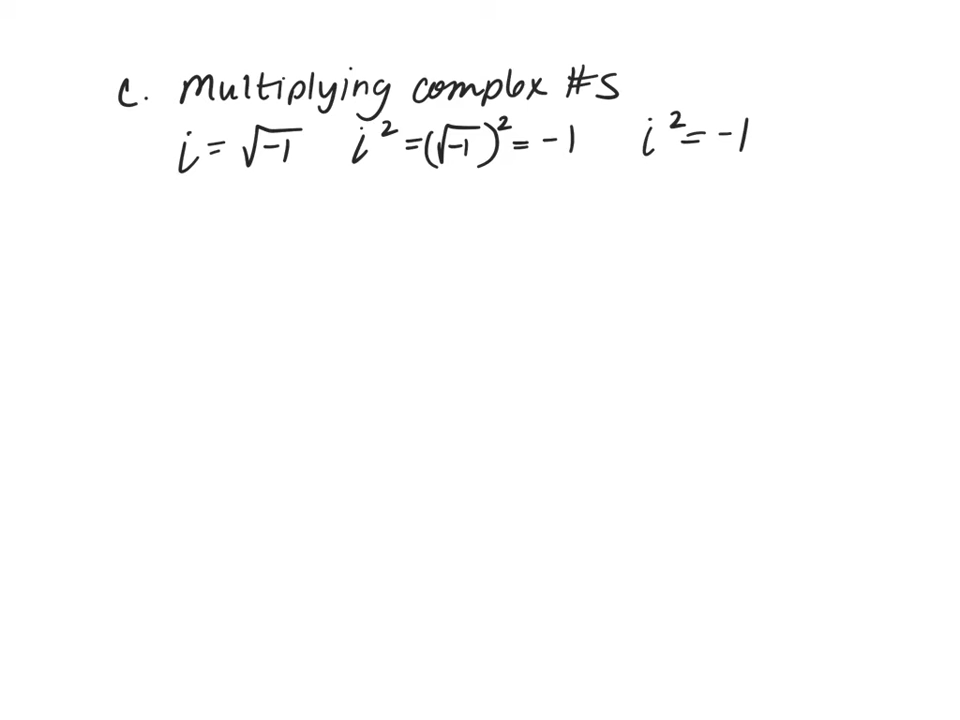 c. Multiplying complex #s
i = √-1 i² = (√-1)² = -1 i² = -1